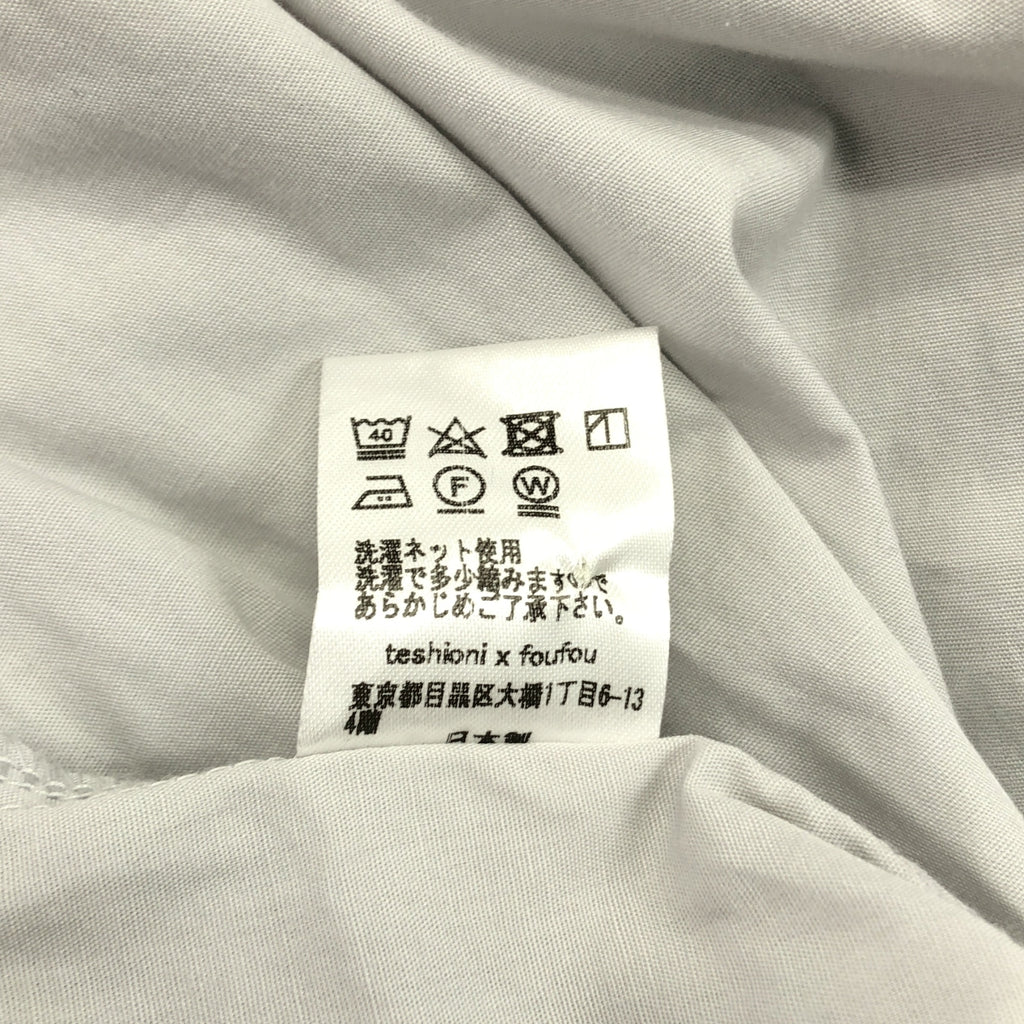 40
F W
洗濯ネット使用
洗濯で多少縮みますので
あらかじめご了承下さい。
teshioni x foufou
東京都目黒区大橋1丁目6-13
4階
日本製